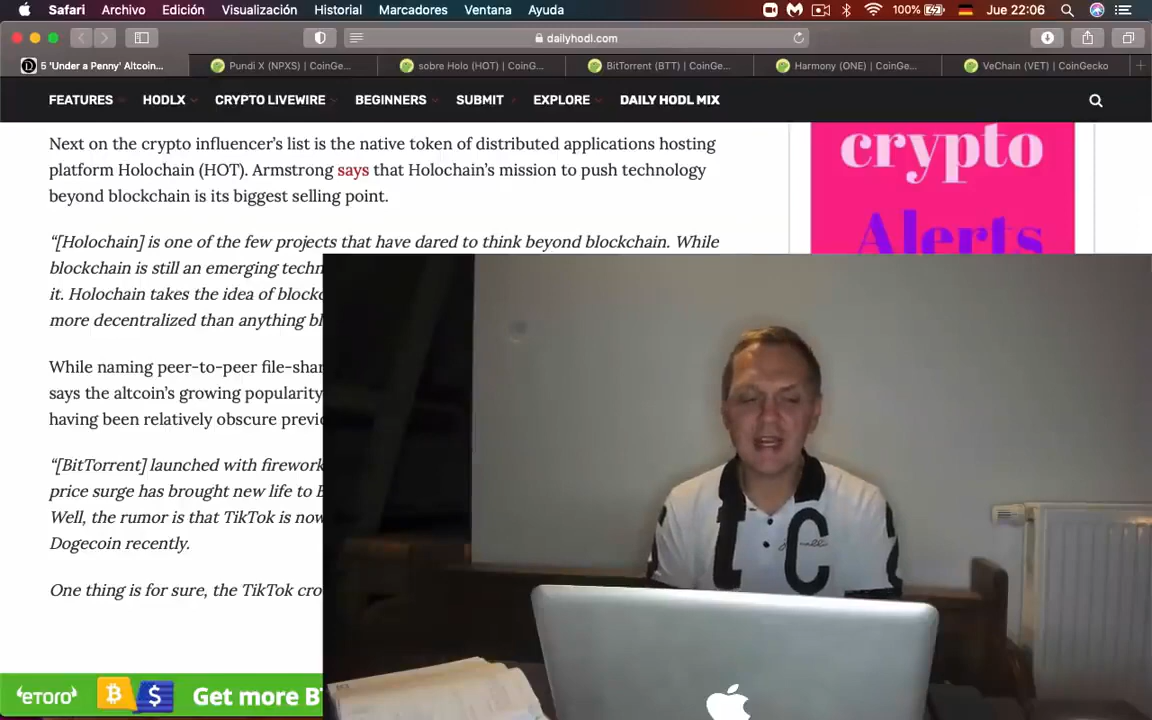 Safari Archivo Edición Visualización Historial Marcadores Ventana Ayuda 100% Jue 22:06
dailyhodl.com
5 'Under a Penny' Altcoin... Pundi X (NPXS) | CoinGe... sobre Holo (HOT) | CoinG... BitTorrent (BTT) | CoinGe... Harmony (ONE) | CoinGe... VeChain (VET) | CoinGecko
FEATURES HODLX CRYPTO LIVEWIRE BEGINNERS SUBMIT EXPLORE DAILY HODL MIX
Next on the crypto influencer's list is the native token of distributed applications hosting
platform Holochain (HOT). Armstrong says that Holochain's mission to push technology
beyond blockchain is its biggest selling point.
"[Holochain] is one of the few projects that have dared to think beyond blockchain. While
blockchain is still an emerging techn
it. Holochain takes the idea of blockc
more decentralized than anything bl
While naming peer-to-peer file-shar
says the altcoin's growing popularity
having been relatively obscure previo
"[BitTorrent] launched with firework
price surge has brought new life to B
Well, the rumor is that TikTok is now
Dogecoin recently.
One thing is for sure, the TikTok cro
crypto
Alerts
C
eToro Get more BT